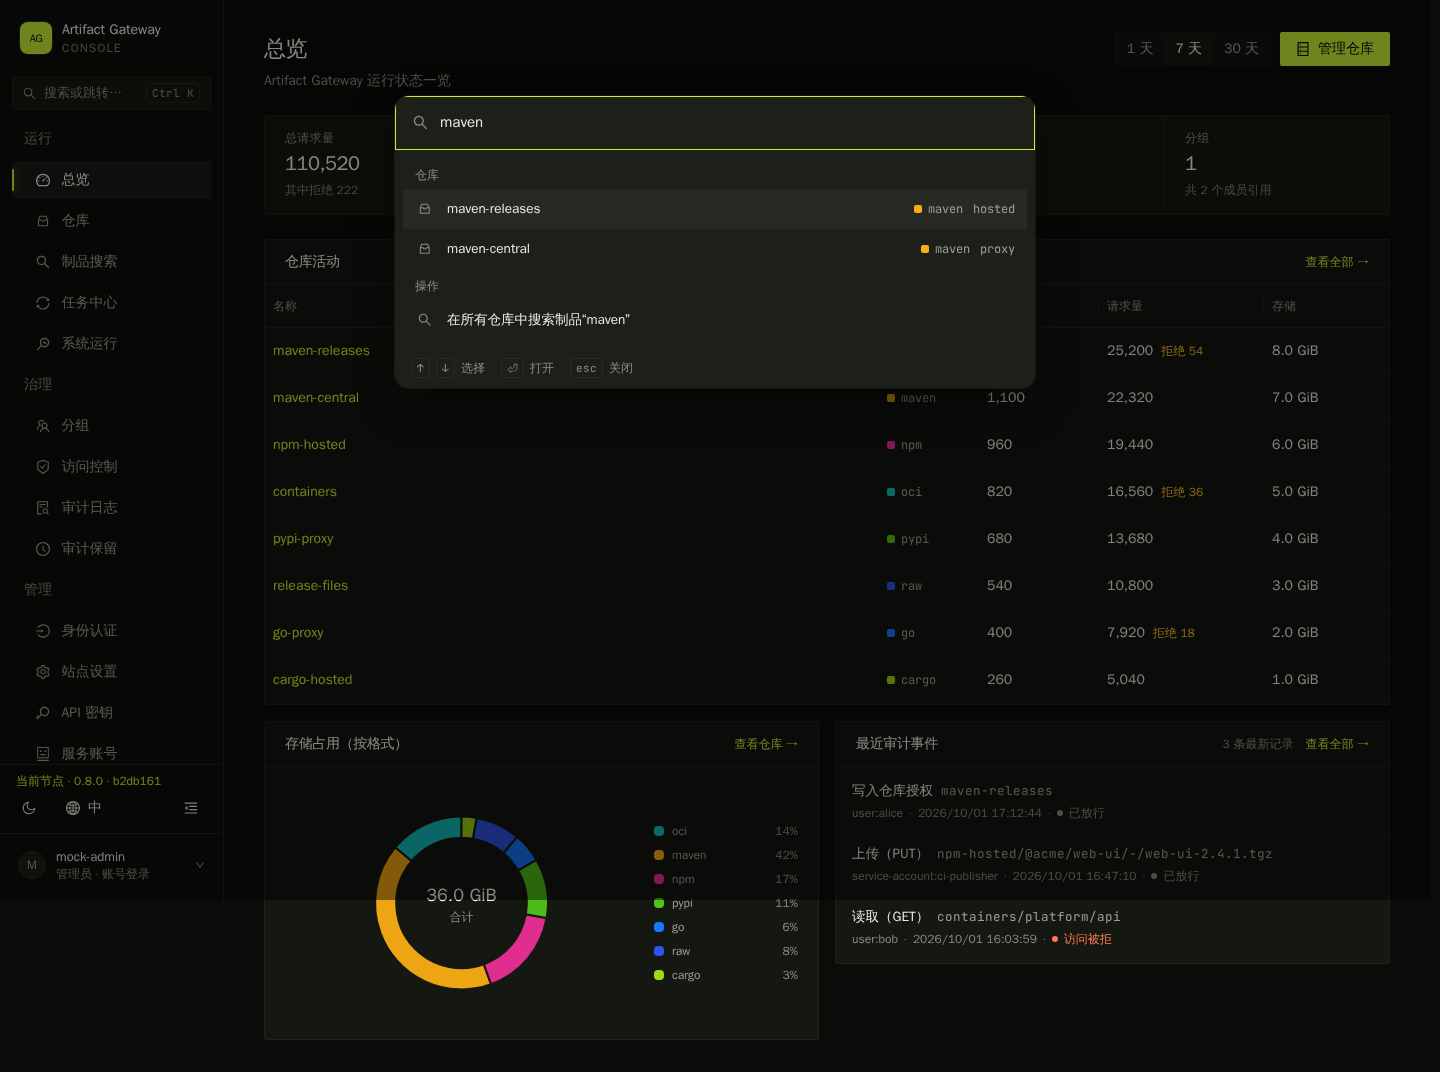 AG
Artifact Gateway
CONSOLE
搜索或跳转… Ctrl K
运行
总览
仓库
制品搜索
任务中心
系统运行
治理
分组
访问控制
审计日志
审计保留
管理
身份认证
站点设置
API 密钥
服务账号
当前节点 · 0.8.0 · b2db161
中
M
mock-admin
管理员 · 账号登录
总览
Artifact Gateway 运行状态一览
1 天 7 天 30 天 管理仓库
总请求量
110,520
其中拒绝 222
分组
1
共 2 个成员引用
maven
仓库
maven-releases maven hosted
maven-central maven proxy
操作
在所有仓库中搜索制品“maven”
↑ ↓ 选择 打开 esc 关闭
仓库活动 查看全部 →
名称 请求量 存储
maven-releases 25,200 拒绝 54 8.0 GiB
maven-central maven 1,100 22,320 7.0 GiB
npm-hosted npm 960 19,440 6.0 GiB
containers oci 820 16,560 拒绝 36 5.0 GiB
pypi-proxy pypi 680 13,680 4.0 GiB
release-files raw 540 10,800 3.0 GiB
go-proxy go 400 7,920 拒绝 18 2.0 GiB
cargo-hosted cargo 260 5,040 1.0 GiB
存储占用（按格式） 查看仓库 →
36.0 GiB
合计
oci 14%
maven 42%
npm 17%
pypi 11%
go 6%
raw 8%
cargo 3%
最近审计事件 3 条最新记录 查看全部 →
写入仓库授权 maven-releases
user:alice · 2026/10/01 17:12:44 · 已放行
上传（PUT） npm-hosted/@acme/web-ui/-/web-ui-2.4.1.tgz
service-account:ci-publisher · 2026/10/01 16:47:10 · 已放行
读取（GET） containers/platform/api
user:bob · 2026/10/01 16:03:59 · 访问被拒